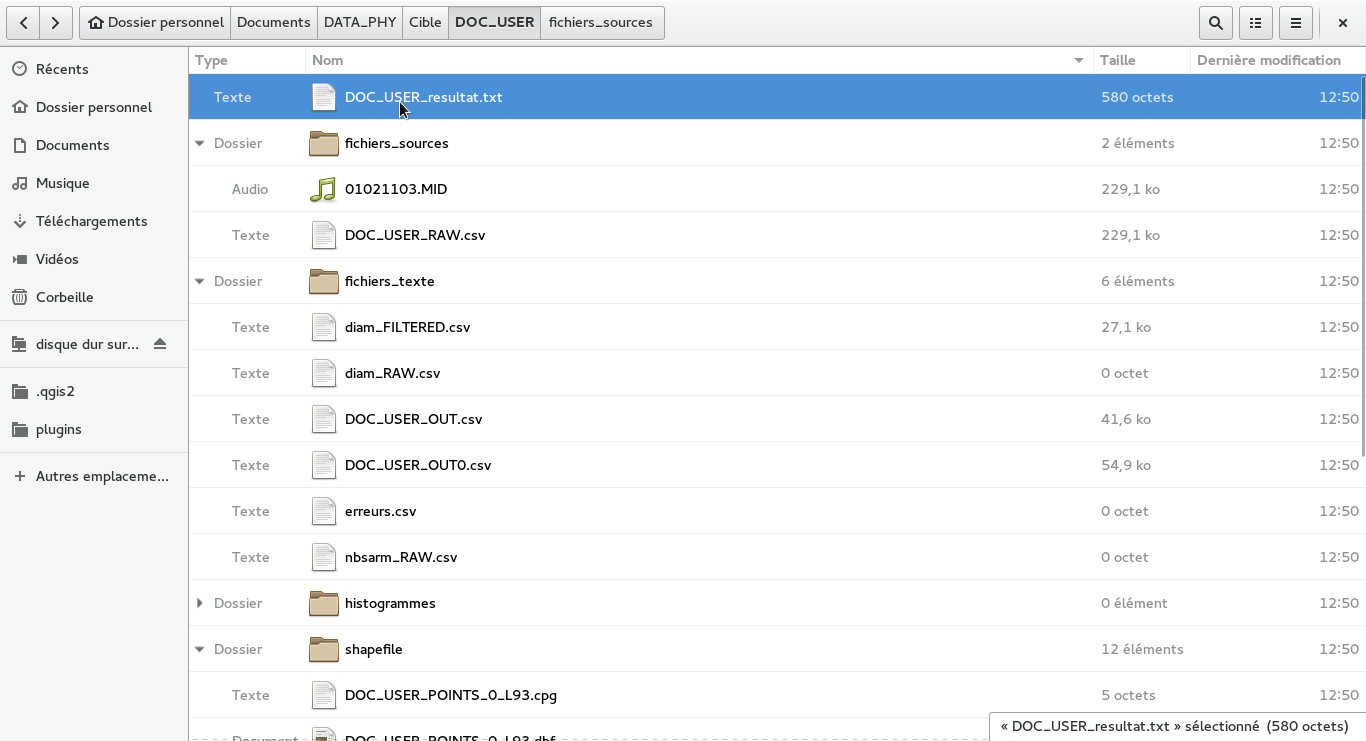 Dossier personnel Documents DATA_PHY Cible DOC_USER fichiers_sources
Récents
Dossier personnel
Documents
Musique
Téléchargements
Vidéos
Corbeille
disque dur sur...
.qgis2
plugins
Autres emplaceme...
Type Nom Taille Dernière modification
Texte DOC_USER_resultat.txt 580 octets 12:50
Dossier fichiers_sources 2 éléments 12:50
Audio 01021103.MID 229,1 ko 12:50
Texte DOC_USER_RAW.csv 229,1 ko 12:50
Dossier fichiers_texte 6 éléments 12:50
Texte diam_FILTERED.csv 27,1 ko 12:50
Texte diam_RAW.csv 0 octet 12:50
Texte DOC_USER_OUT.csv 41,6 ko 12:50
Texte DOC_USER_OUT0.csv 54,9 ko 12:50
Texte erreurs.csv 0 octet 12:50
Texte nbsarm_RAW.csv 0 octet 12:50
Dossier histogrammes 0 élément 12:50
Dossier shapefile 12 éléments 12:50
Texte DOC_USER_POINTS_0_L93.cpg 5 octets 12:50
Document DOC_USER_POINTS_0_L93.dbf
« DOC_USER_resultat.txt » sélectionné (580 octets)